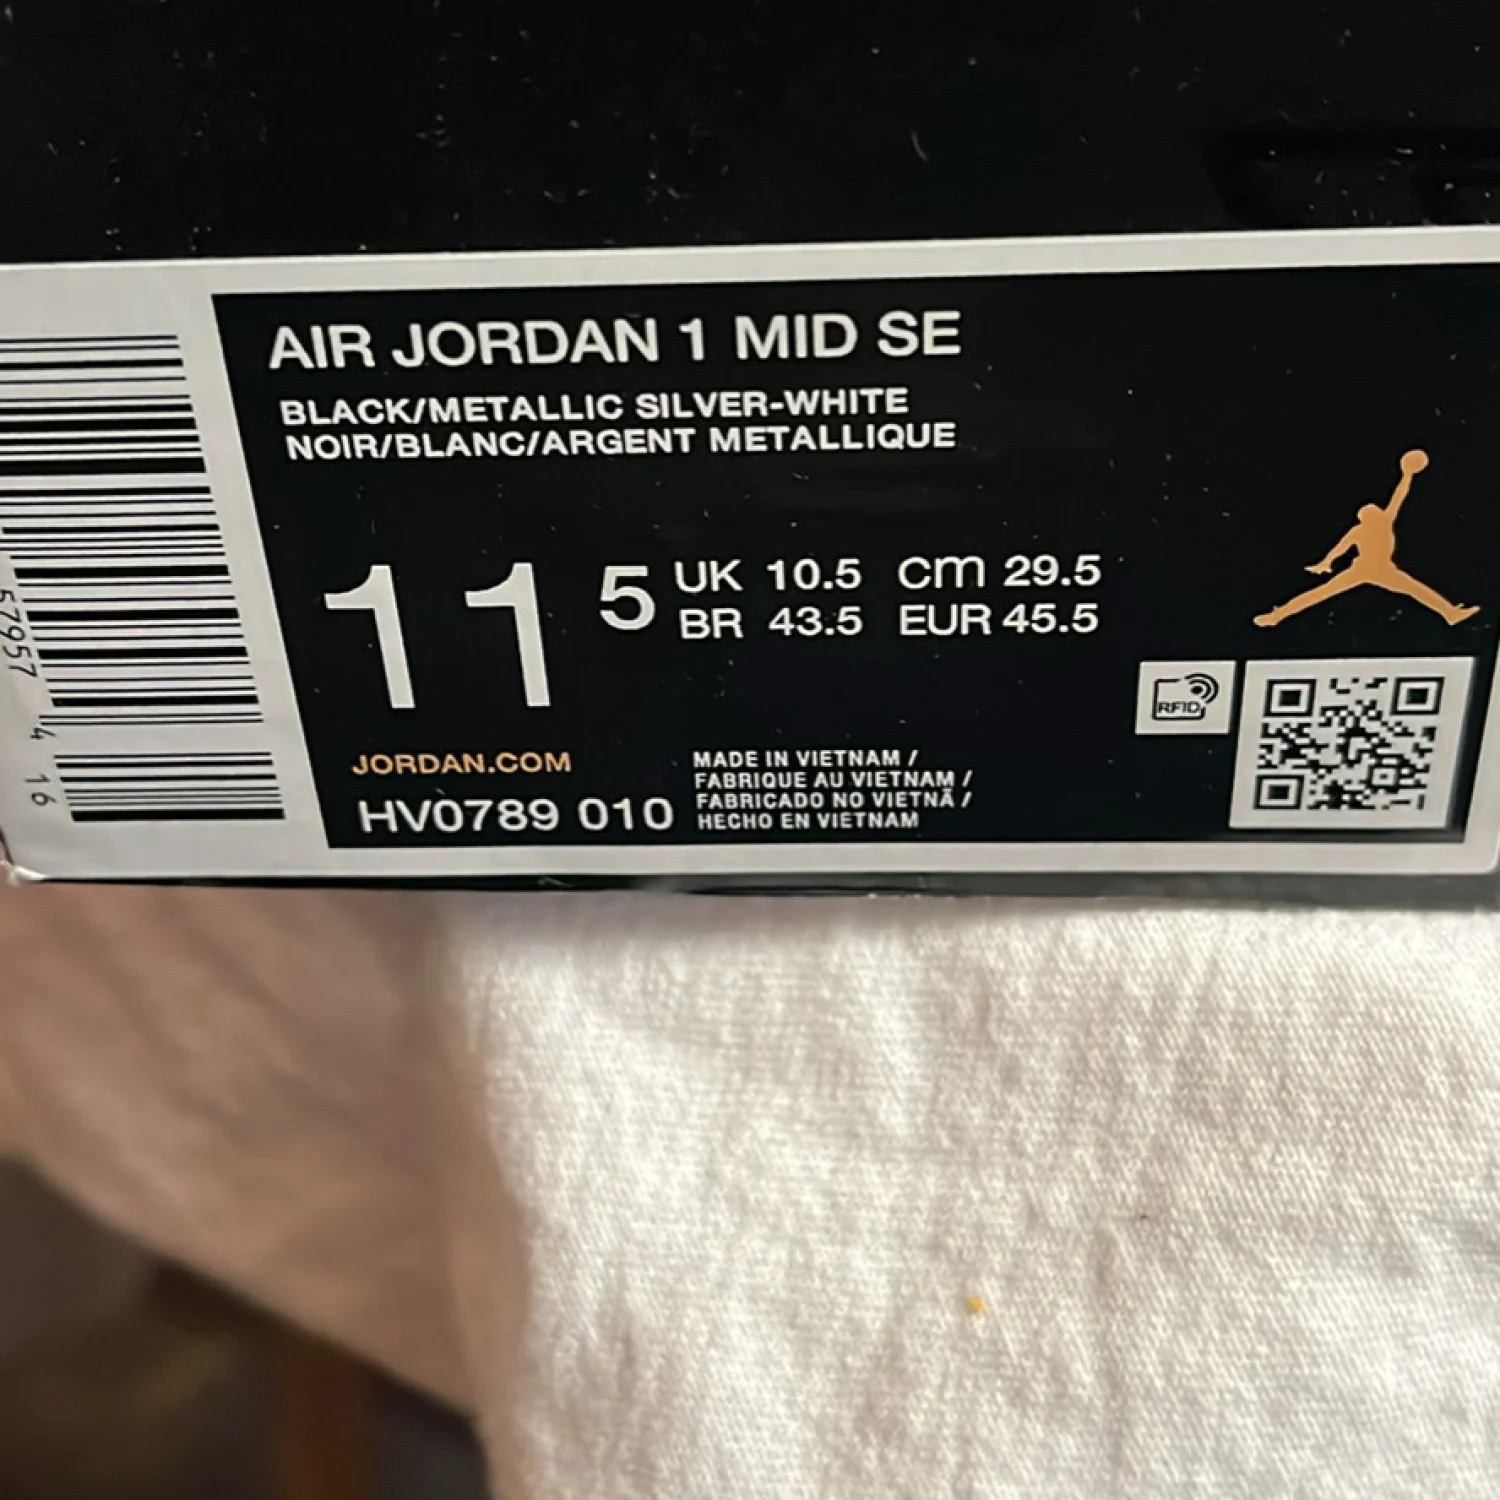 AIR JORDAN 1 MID SE
BLACK/METALLIC SILVER-WHITE
NOIR/BLANC/ARGENT METALLIQUE
11 5
UK 10.5 CM 29.5
BR 43.5 EUR 45.5
RFID
JORDAN.COM
HV0789 010
MADE IN VIETNAM /
FABRIQUE AU VIETNAM /
FABRICADO NO VIETNÃ /
HECHO EN VIETNAM
57957 4 16